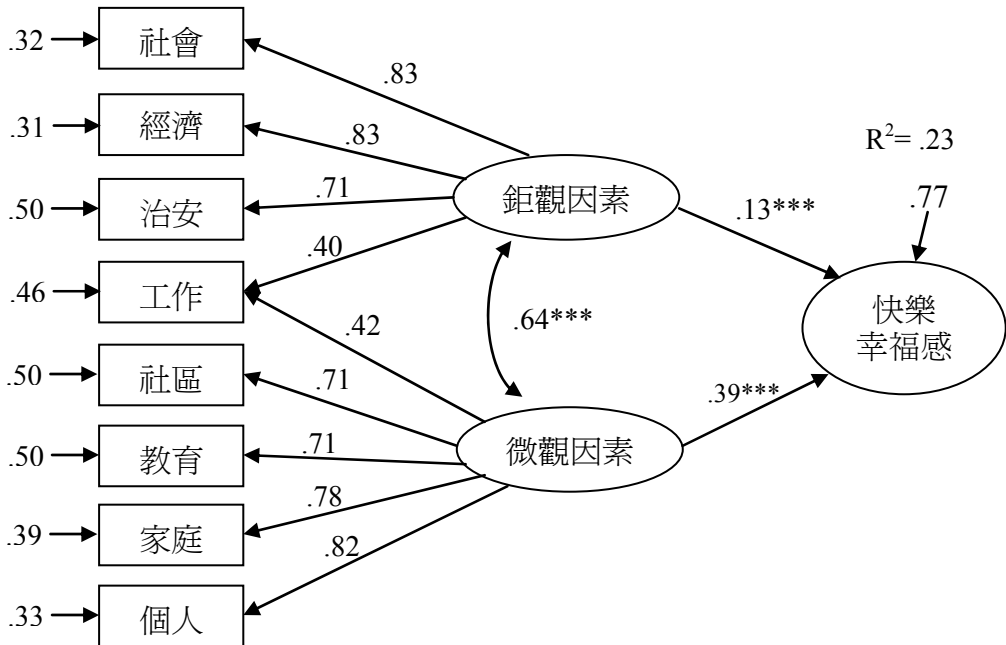 .32
社會
.83
.31
經濟
.83
R²= .23
.50
治安
.71
鉅觀因素
.13***
.77
.40
.46
工作
.42
.64***
快樂
幸福感
.50
社區
.71
.39***
.50
教育
.71
微觀因素
.78
.39
家庭
.82
.33
個人